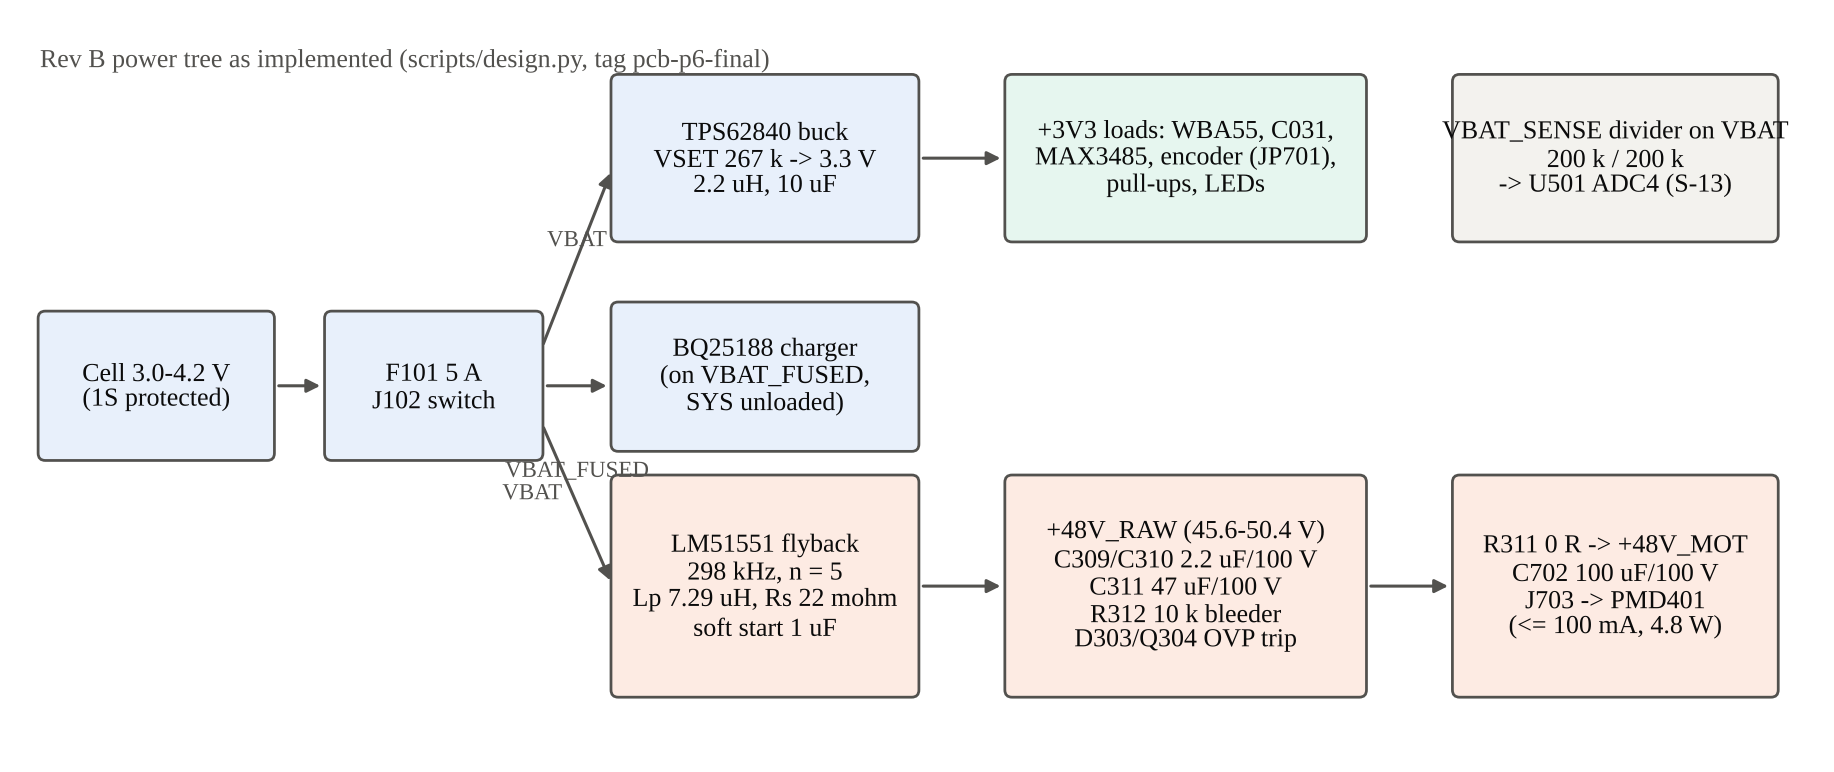 Rev B power tree as implemented (scripts/design.py, tag pcb-p6-final)
TPS62840 buck
VSET 267 k -> 3.3 V
2.2 uH, 10 uF
+3V3 loads: WBA55, C031,
MAX3485, encoder (JP701),
pull-ups, LEDs
VBAT_SENSE divider on VBAT
200 k / 200 k
-> U501 ADC4 (S-13)
VBAT
Cell 3.0-4.2 V
(1S protected)
F101 5 A
J102 switch
BQ25188 charger
(on VBAT_FUSED,
SYS unloaded)
VBAT_FUSED
VBAT
LM51551 flyback
298 kHz, n = 5
Lp 7.29 uH, Rs 22 mohm
soft start 1 uF
+48V_RAW (45.6-50.4 V)
C309/C310 2.2 uF/100 V
C311 47 uF/100 V
R312 10 k bleeder
D303/Q304 OVP trip
R311 0 R -> +48V_MOT
C702 100 uF/100 V
J703 -> PMD401
(<= 100 mA, 4.8 W)